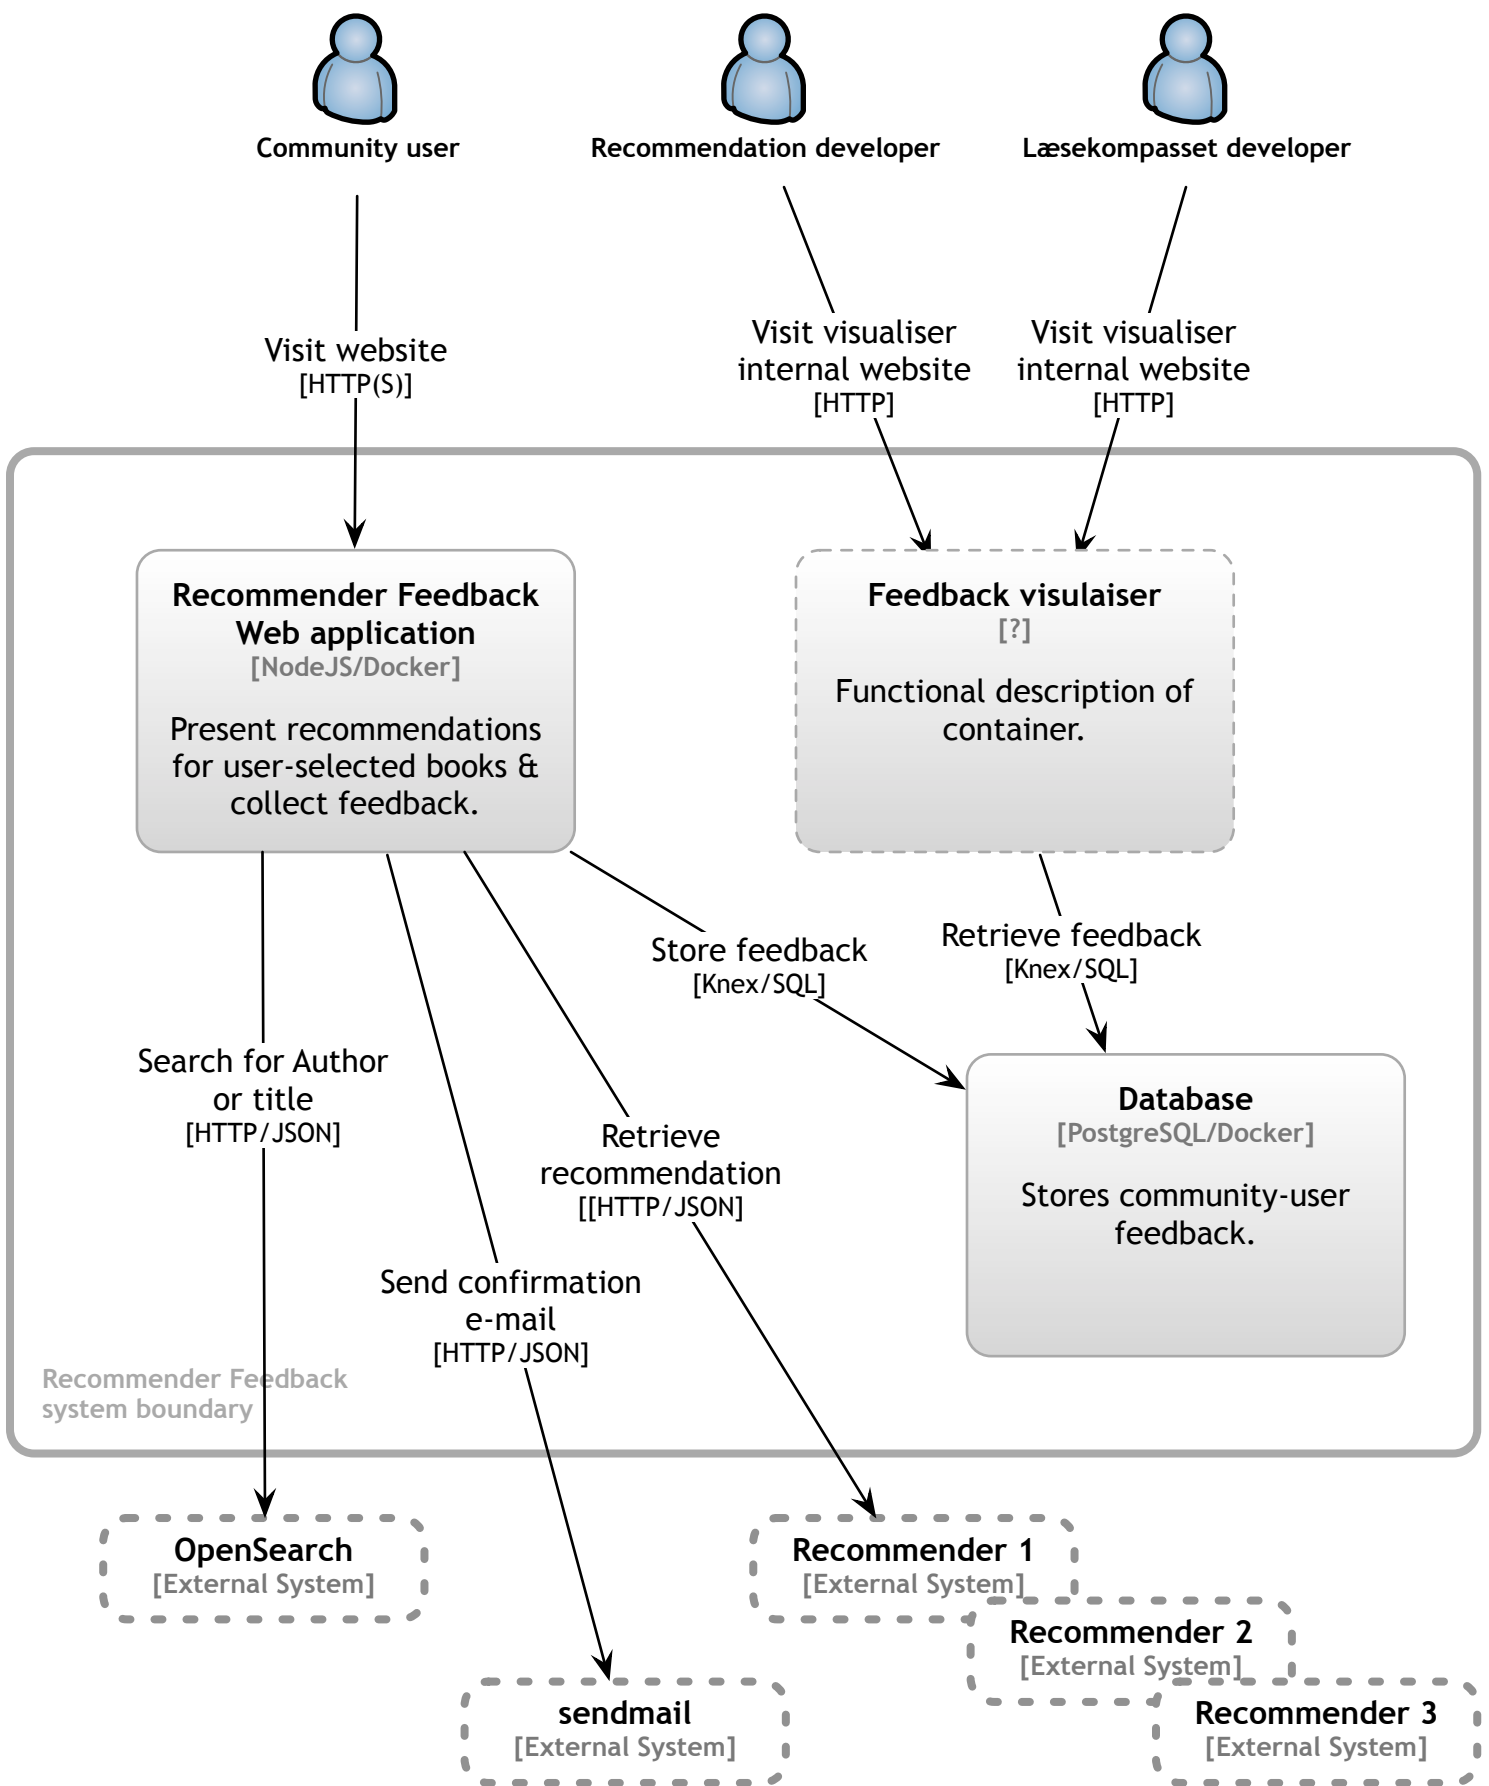 Community user
Recommendation developer
Læsekompasset developer
Visit website
[HTTP(S)]
Visit visualiser
internal website
[HTTP]
Visit visualiser
internal website
[HTTP]
Recommender Feedback
Web application
[NodeJS/Docker]
Present recommendations
for user-selected books &
collect feedback.
Feedback visulaiser
[?]
Functional description of
container.
Store feedback
[Knex/SQL]
Retrieve feedback
[Knex/SQL]
Search for Author
or title
[HTTP/JSON]
Retrieve
recommendation
[[HTTP/JSON]
Database
[PostgreSQL/Docker]
Stores community-user
feedback.
Send confirmation
e-mail
[HTTP/JSON]
Recommender Feedback
system boundary
OpenSearch
[External System]
Recommender 1
[External System]
Recommender 2
[External System]
sendmail
[External System]
Recommender 3
[External System]